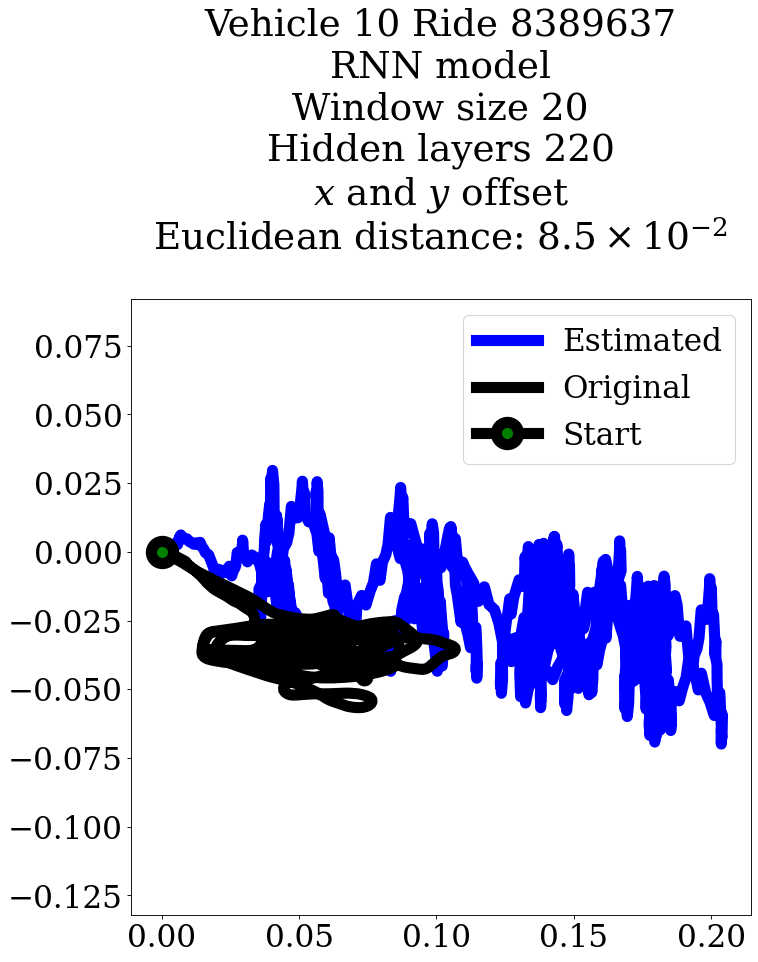 Vehicle 10 Ride 8389637
RNN model
Window size 20
Hidden layers 220
x and y offset
Euclidean distance: 8.5 × 10⁻²
Estimated
Original
Start
0.075
0.050
0.025
0.000
−0.025
−0.050
−0.075
−0.100
−0.125
0.00 0.05 0.10 0.15 0.20